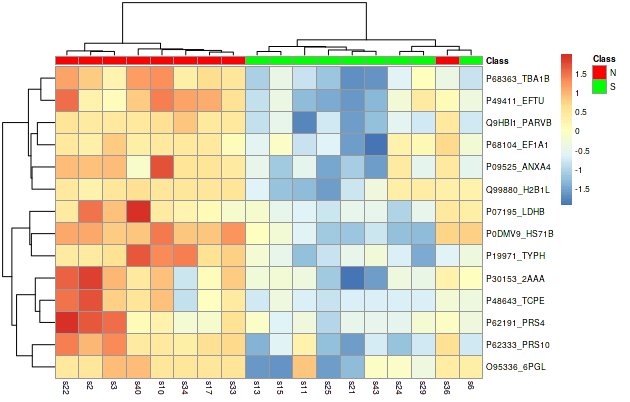 Class
P68363_TBA1B
P49411_EFTU
Q9HBI1_PARVB
P68104_EF1A1
P09525_ANXA4
Q99880_H2B1L
P07195_LDHB
P0DMV9_HS71B
P19971_TYPH
P30153_2AAA
P48643_TCPE
P62191_PRS4
P62333_PRS10
O95336_6PGL
s22 s2 s3 s40 s10 s34 s17 s33 s13 s15 s11 s25 s21 s43 s24 s29 s36 s6
1.5
1
0.5
0
-0.5
-1
-1.5
Class
N
S